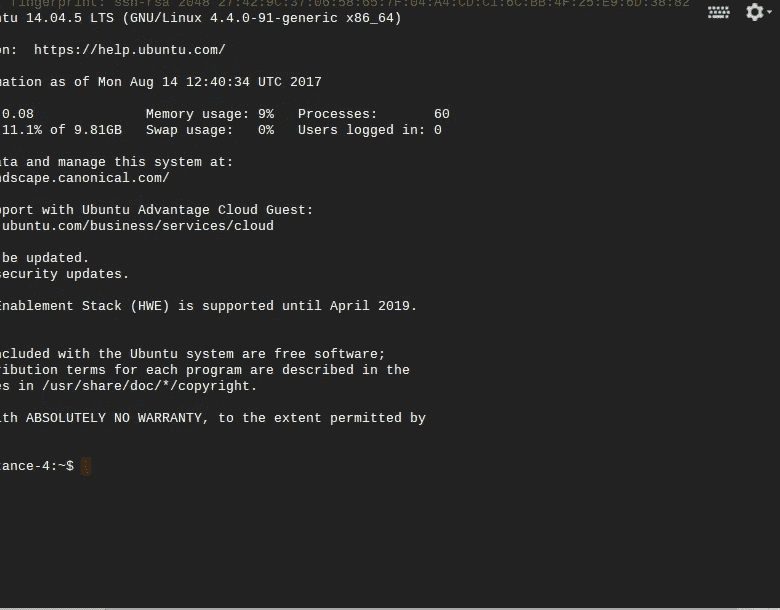 fingerprint: ssh-rsa 2048 27:42:9C:37:06:58:65:7F:04:A4:CD:C1:6C:BB:4F:25:E9:6D:38:82
tu 14.04.5 LTS (GNU/Linux 4.4.0-91-generic x86_64)
on:  https://help.ubuntu.com/
mation as of Mon Aug 14 12:40:34 UTC 2017
0.08              Memory usage: 9%   Processes:       60
11.1% of 9.81GB   Swap usage:   0%   Users logged in: 0
ata and manage this system at:
ndscape.canonical.com/
pport with Ubuntu Advantage Cloud Guest:
ubuntu.com/business/services/cloud
be updated.
security updates.
Enablement Stack (HWE) is supported until April 2019.
ncluded with the Ubuntu system are free software;
ribution terms for each program are described in the
es in /usr/share/doc/*/copyright.
ith ABSOLUTELY NO WARRANTY, to the extent permitted by
tance-4:~$